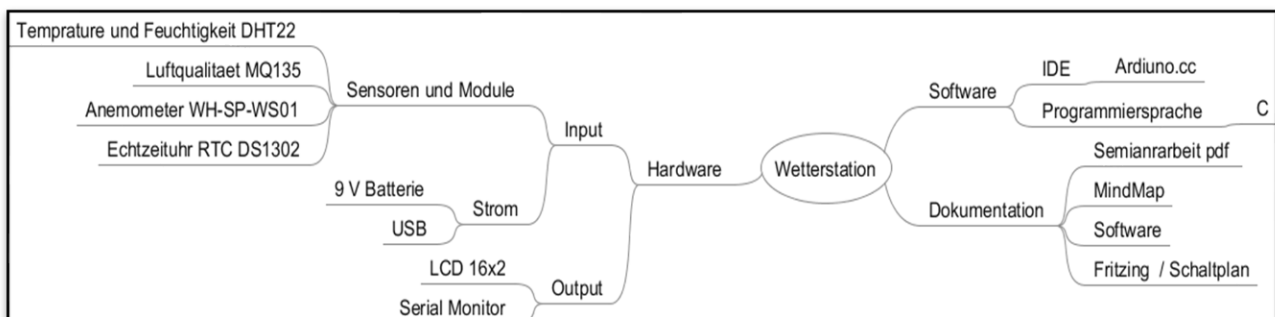 Temprature und Feuchtigkeit DHT22
Luftqualitaet MQ135
Anemometer WH-SP-WS01
Echtzeituhr RTC DS1302
Sensoren und Module
9 V Batterie
USB
Strom
Input
LCD 16x2
Serial Monitor
Output
Hardware
Wetterstation
Software
IDE
Ardiuno.cc
Programmiersprache
C
Dokumentation
Semianrarbeit pdf
MindMap
Software
Fritzing / Schaltplan